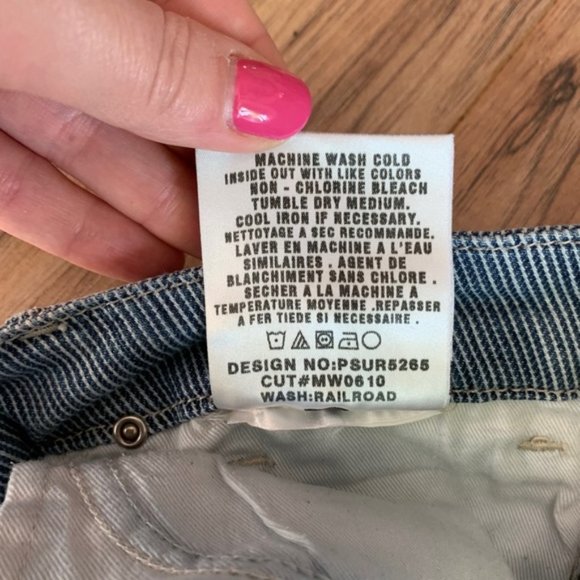 MACHINE WASH COLD
INSIDE OUT WITH LIKE COLORS
NON - CHLORINE BLEACH
TUMBLE DRY MEDIUM.
COOL IRON IF NECESSARY.
NETTOYAGE A SEC RECOMMANDE.
LAVER EN MACHINE A L'EAU
SIMILAIRES . AGENT DE
BLANCHIMENT SANS CHLORE .
SECHER A LA MACHINE A
TEMPERATURE MOYENNE .REPASSER
A FER TIEDE SI NECESSAIRE .
DESIGN NO:PSUR5265
CUT#MW0610
WASH:RAILROAD